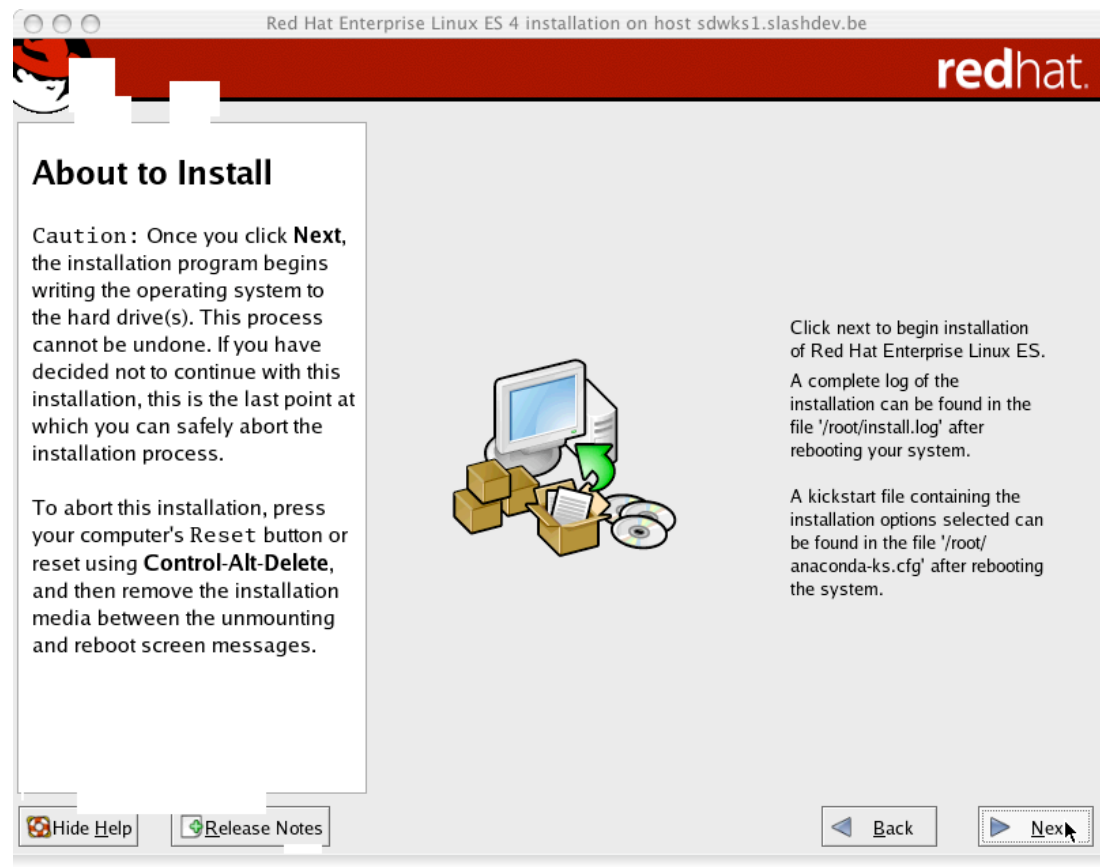 Red Hat Enterprise Linux ES 4 installation on host sdwks1.slashdev.be
redhat.
About to Install
Caution: Once you click Next,
the installation program begins
writing the operating system to
the hard drive(s). This process
cannot be undone. If you have
decided not to continue with this
installation, this is the last point at
which you can safely abort the
installation process.
To abort this installation, press
your computer's Reset button or
reset using Control-Alt-Delete,
and then remove the installation
media between the unmounting
and reboot screen messages.
Click next to begin installation
of Red Hat Enterprise Linux ES.
A complete log of the
installation can be found in the
file '/root/install.log' after
rebooting your system.
A kickstart file containing the
installation options selected can
be found in the file '/root/
anaconda-ks.cfg' after rebooting
the system.
Hide Help
Release Notes
Back
Next